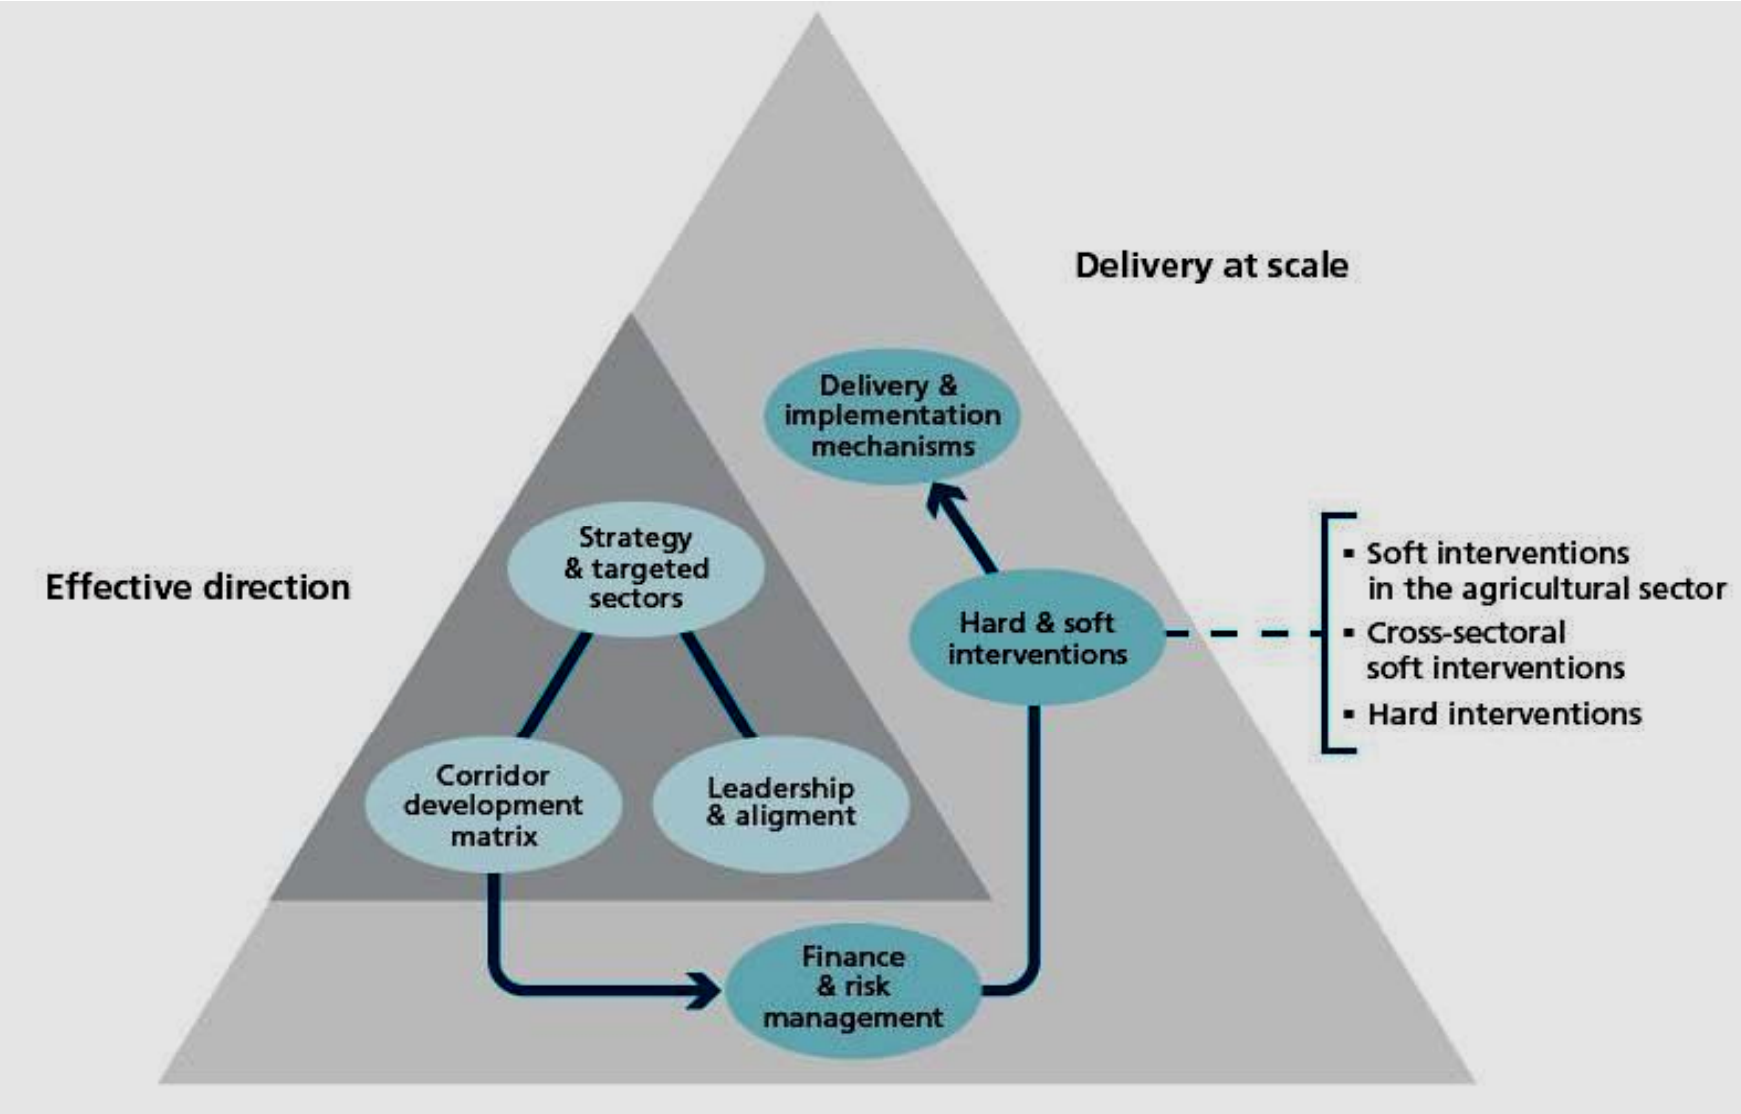 Delivery at scale
Delivery &
implementation
mechanisms
Strategy
& targeted
sectors
Effective direction
Hard & soft
interventions
▪ Soft interventions
in the agricultural sector
▪ Cross-sectoral
soft interventions
▪ Hard interventions
Corridor
development
matrix
Leadership
& aligment
Finance
& risk
management